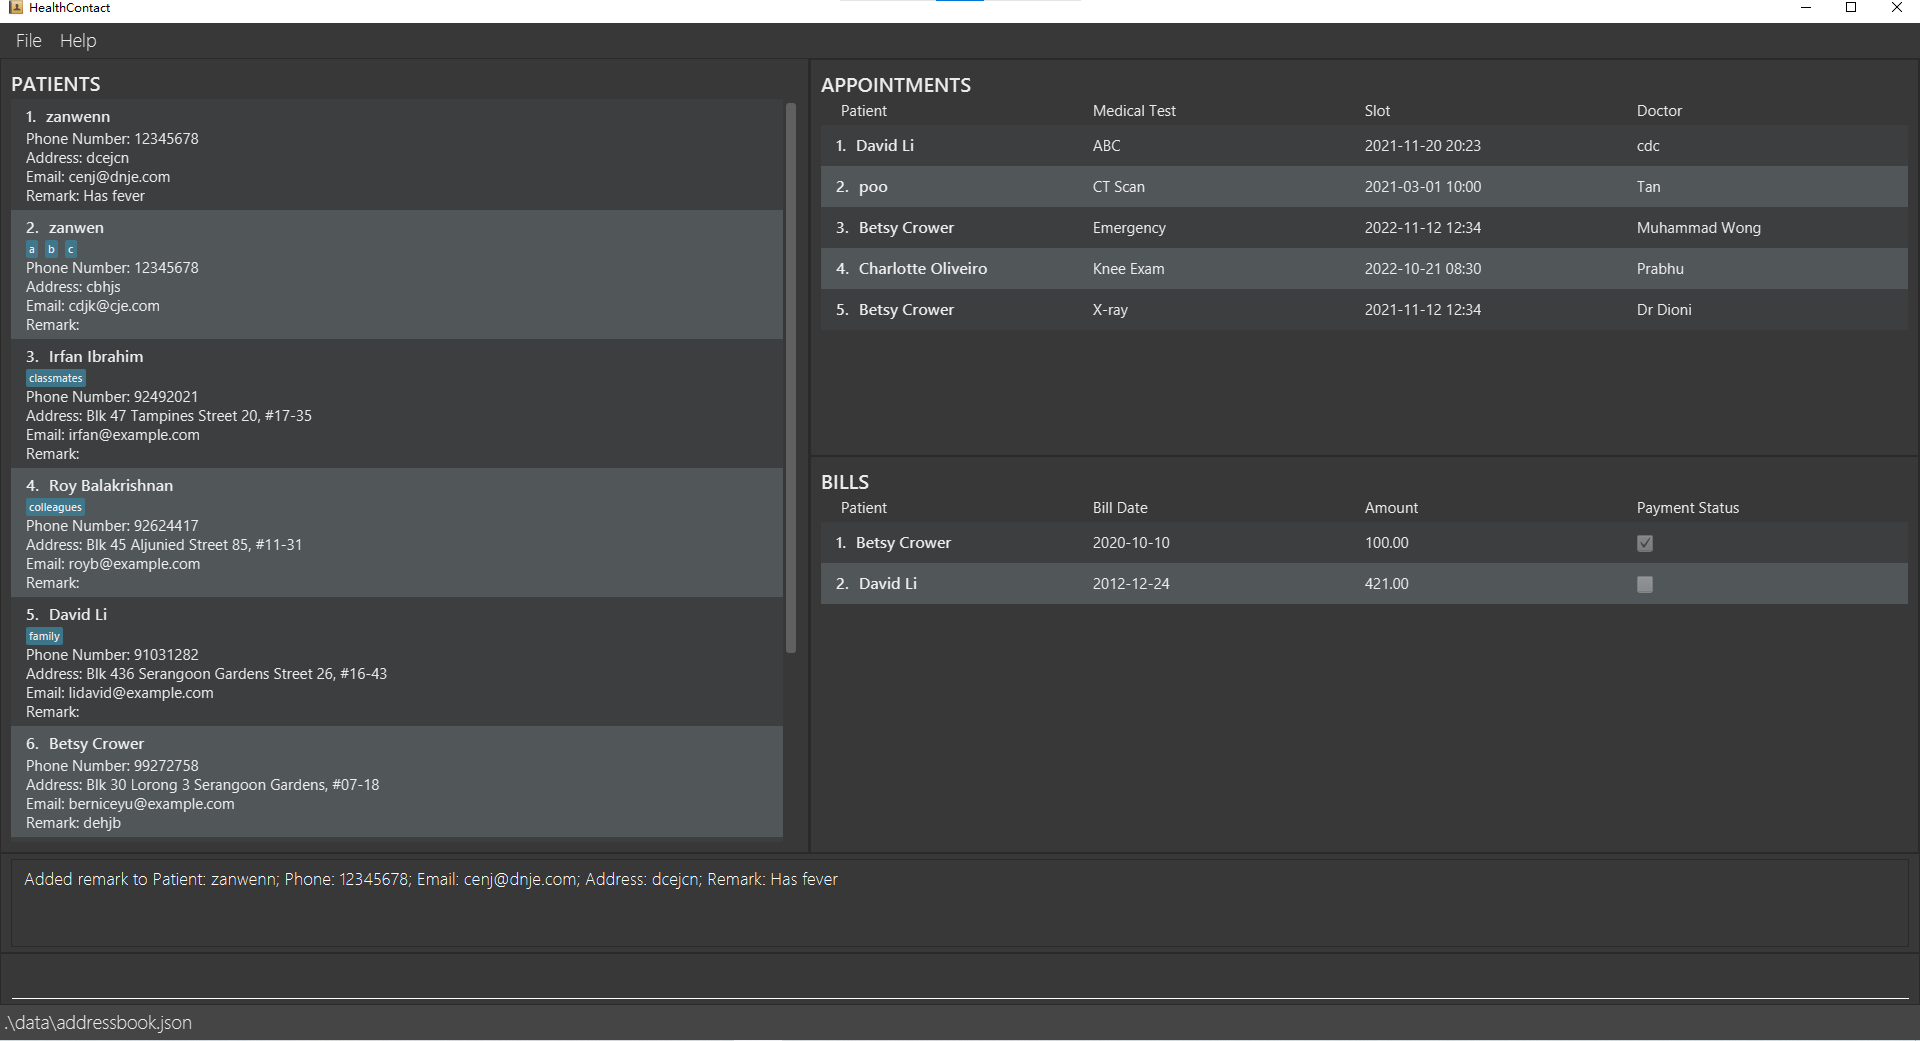 HealthContact
File Help
PATIENTS
1. zanwenn
Phone Number: 12345678
Address: dcejcn
Email: cenj@dnje.com
Remark: Has fever
2. zanwen
a b c
Phone Number: 12345678
Address: cbhjs
Email: cdjk@cje.com
Remark:
3. Irfan Ibrahim
classmates
Phone Number: 92492021
Address: Blk 47 Tampines Street 20, #17-35
Email: irfan@example.com
Remark:
4. Roy Balakrishnan
colleagues
Phone Number: 92624417
Address: Blk 45 Aljunied Street 85, #11-31
Email: royb@example.com
Remark:
5. David Li
family
Phone Number: 91031282
Address: Blk 436 Serangoon Gardens Street 26, #16-43
Email: lidavid@example.com
Remark:
6. Betsy Crower
Phone Number: 99272758
Address: Blk 30 Lorong 3 Serangoon Gardens, #07-18
Email: berniceyu@example.com
Remark: dehjb
APPOINTMENTS
Patient Medical Test Slot Doctor
1. David Li ABC 2021-11-20 20:23 cdc
2. poo CT Scan 2021-03-01 10:00 Tan
3. Betsy Crower Emergency 2022-11-12 12:34 Muhammad Wong
4. Charlotte Oliveiro Knee Exam 2022-10-21 08:30 Prabhu
5. Betsy Crower X-ray 2021-11-12 12:34 Dr Dioni
BILLS
Patient Bill Date Amount Payment Status
1. Betsy Crower 2020-10-10 100.00
2. David Li 2012-12-24 421.00
Added remark to Patient: zanwenn; Phone: 12345678; Email: cenj@dnje.com; Address: dcejcn; Remark: Has fever
.\data\addressbook.json